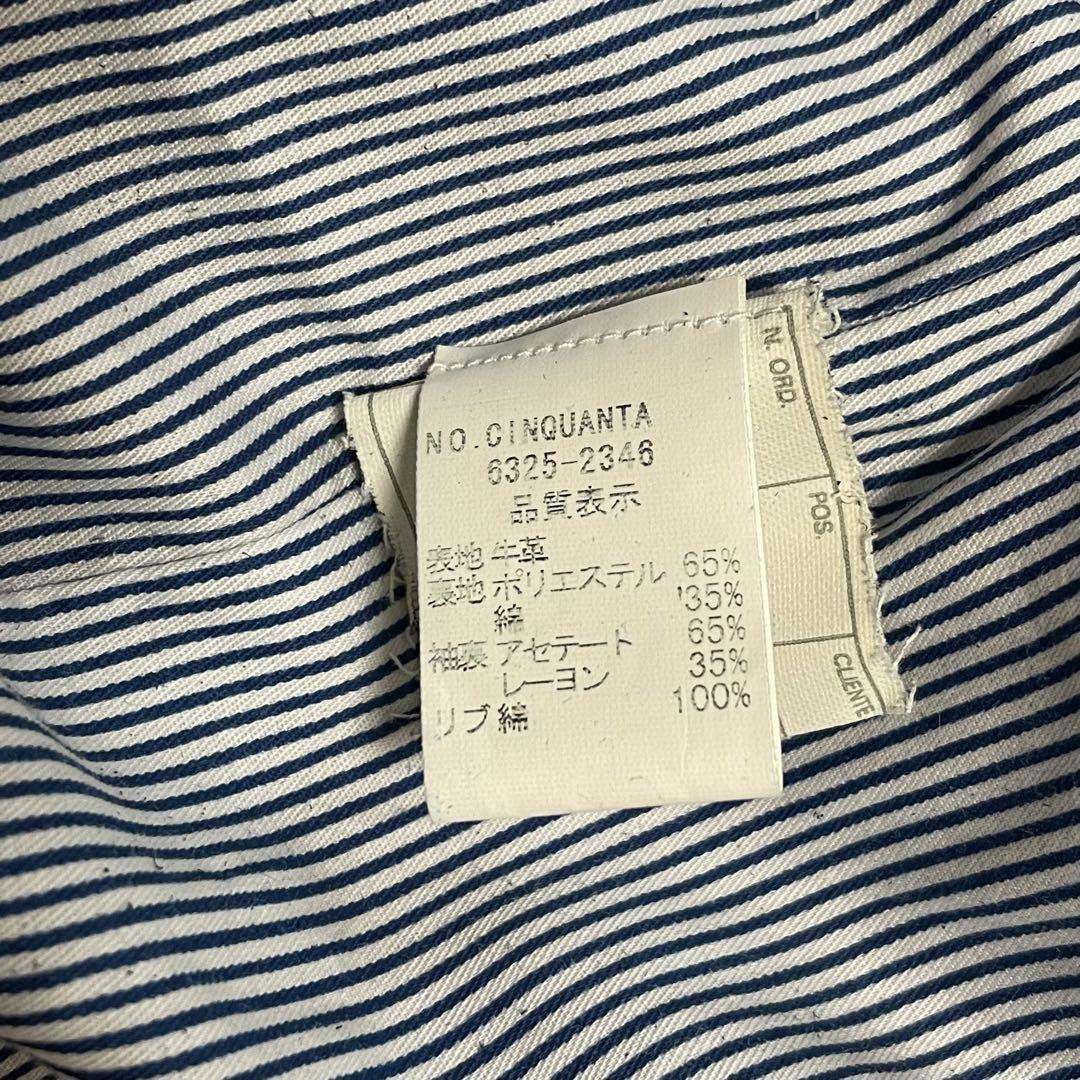 NO.CINQUANTA
6325-2346
品質表示
表地 牛革
裏地 ポリエステル 65%
綿 35%
袖裏 アセテート 65%
レーヨン 35%
リブ 綿 100%
N. ORD.
POS.
CLIENTE